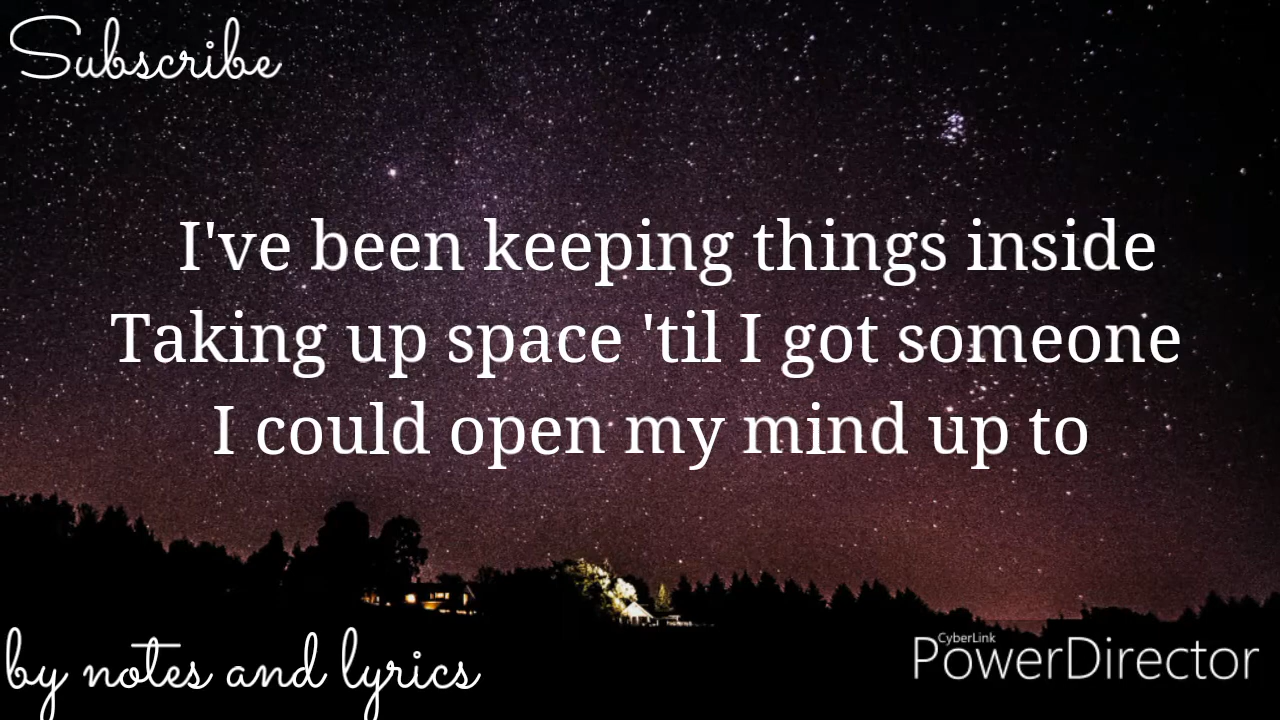 Subscribe
I've been keeping things inside
Taking up space 'til I got someone
I could open my mind up to
by notes and lyrics
CyberLink
PowerDirector